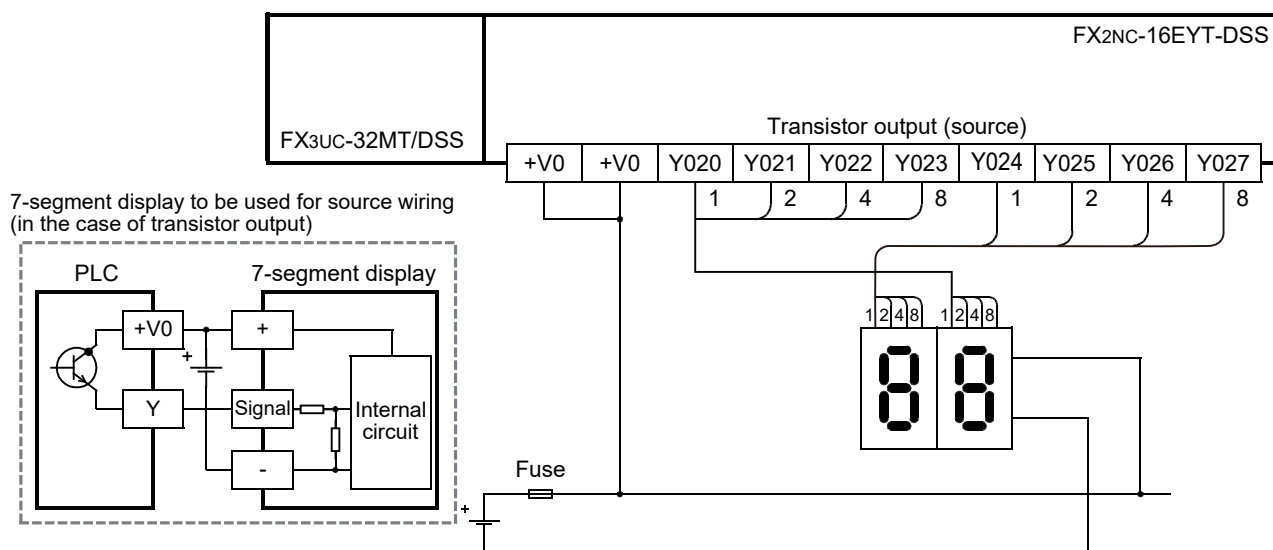 FX2NC-16EYT-DSS
FX3UC-32MT/DSS
Transistor output (source)
+V0 +V0 Y020 Y021 Y022 Y023 Y024 Y025 Y026 Y027
1 2 4 8 1 2 4 8
7-segment display to be used for source wiring
(in the case of transistor output)
PLC 7-segment display
+V0 +
+
Y Signal Internal
circuit
-
1 2 4 8 1 2 4 8
8 8
Fuse
+